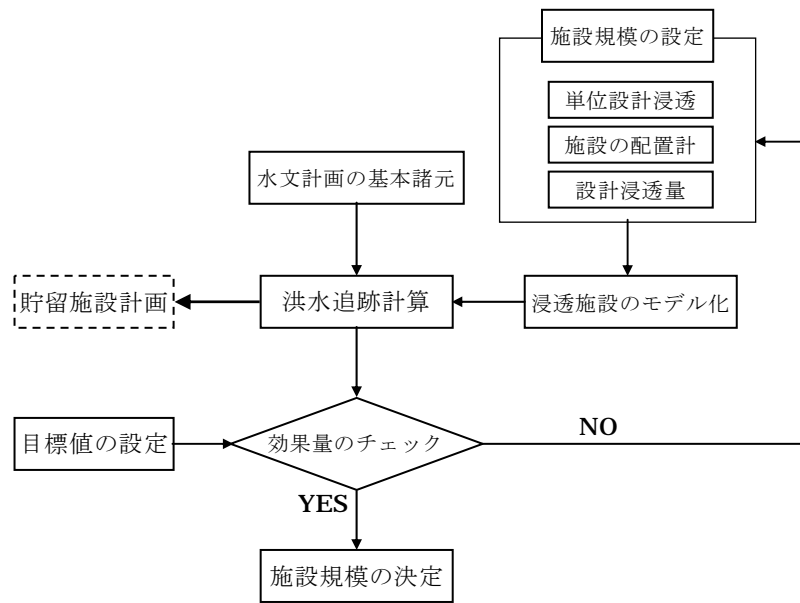 施設規模の設定
単位設計浸透
施設の配置計
設計浸透量
水文計画の基本諸元
貯留施設計画
洪水追跡計算
浸透施設のモデル化
目標値の設定
効果量のチェック
NO
YES
施設規模の決定